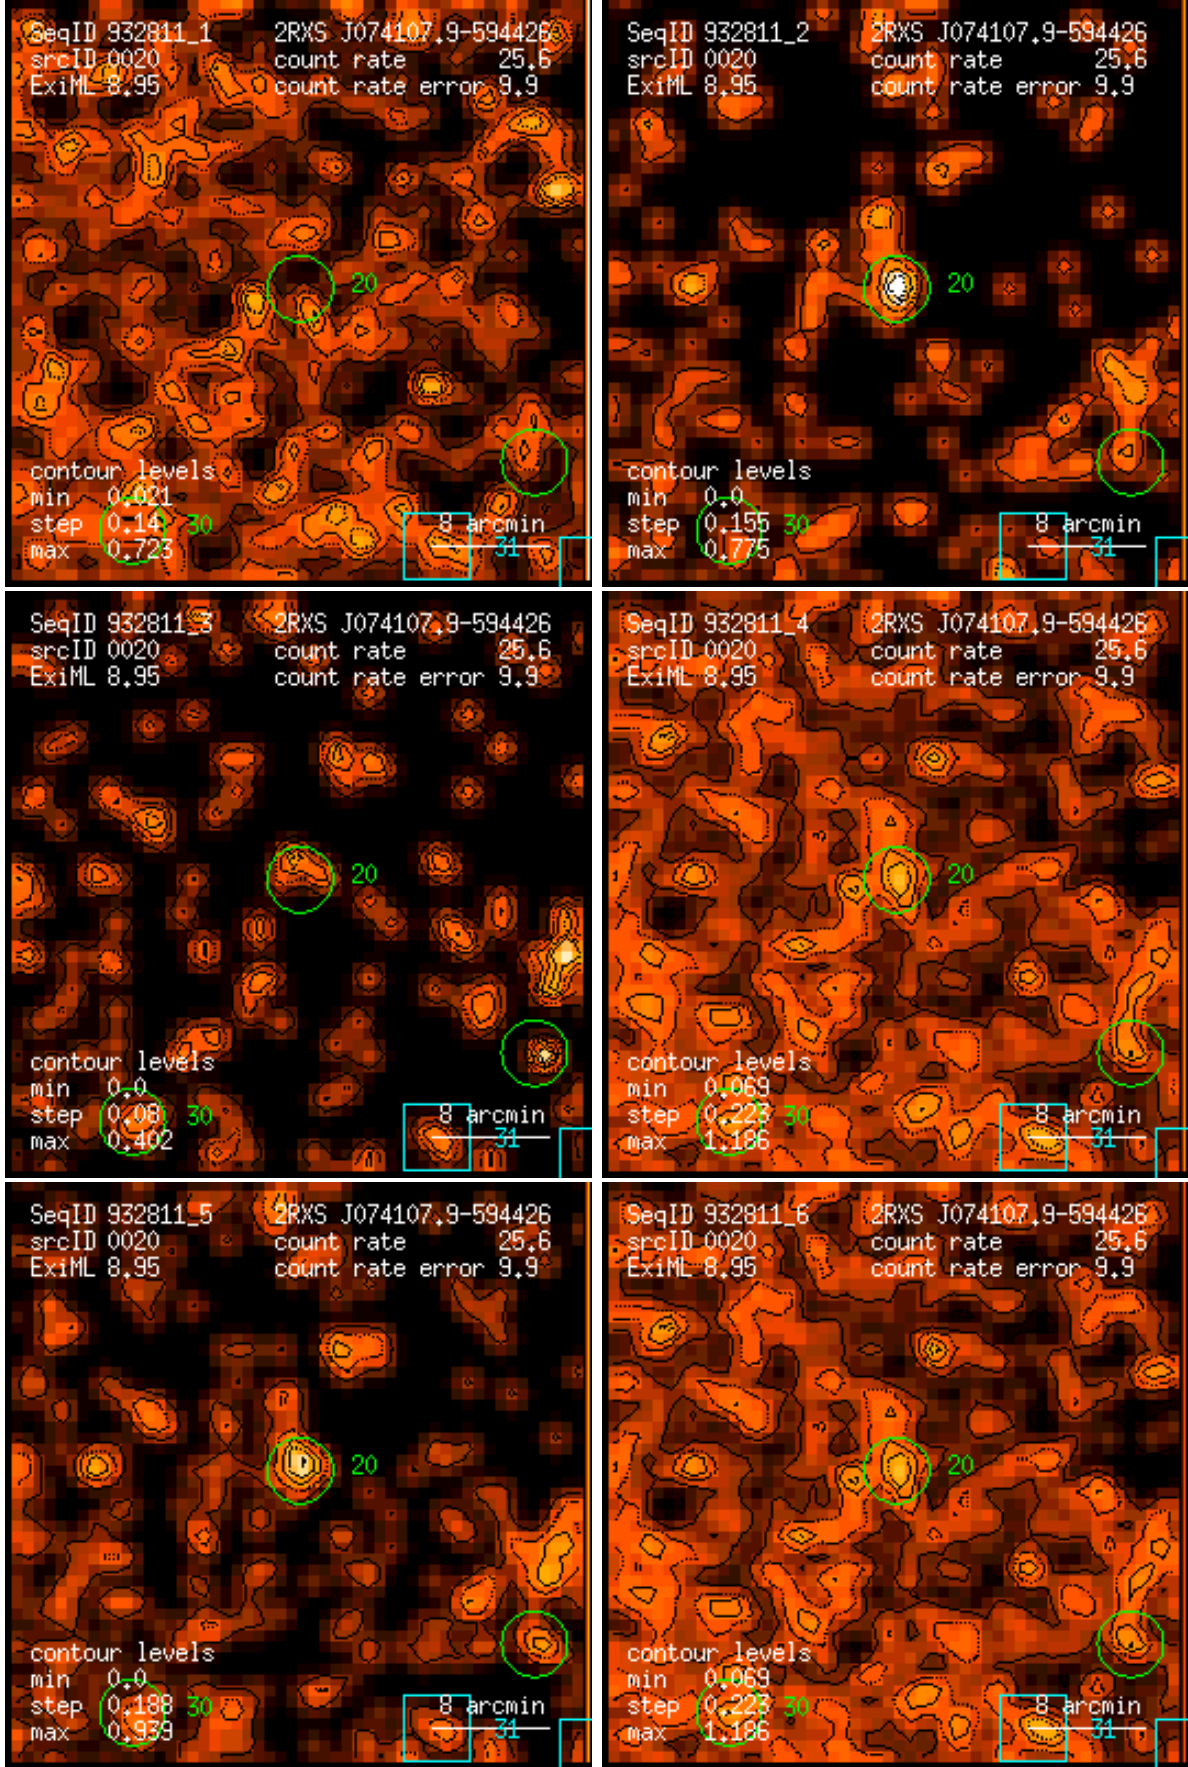 SeqID 932811_1 2RXS J074107.9-594426
srcID 0020 count rate 25.6
ExiML 8.95 count rate error 9.9
20
contour levels
min 0.021
step 0.14 30 8 arcmin
max 0.723 31
SeqID 932811_2 2RXS J074107.9-594426
srcID 0020 count rate 25.6
ExiML 8.95 count rate error 9.9
20
contour levels
min 0.0
step 0.155 30 8 arcmin
max 0.775 31
SeqID 932811_3 2RXS J074107.9-594426
srcID 0020 count rate 25.6
ExiML 8.95 count rate error 9.9
20
contour levels
min 0.0
step 0.08 30 8 arcmin
max 0.402 31
SeqID 932811_4 2RXS J074107.9-594426
srcID 0020 count rate 25.6
ExiML 8.95 count rate error 9.9
20
contour levels
min 0.069
step 0.223 30 8 arcmin
max 1.186 31
SeqID 932811_5 2RXS J074107.9-594426
srcID 0020 count rate 25.6
ExiML 8.95 count rate error 9.9
20
contour levels
min 0.0
step 0.188 30 8 arcmin
max 0.939 31
SeqID 932811_6 2RXS J074107.9-594426
srcID 0020 count rate 25.6
ExiML 8.95 count rate error 9.9
20
contour levels
min 0.069
step 0.223 30 8 arcmin
max 1.186 31